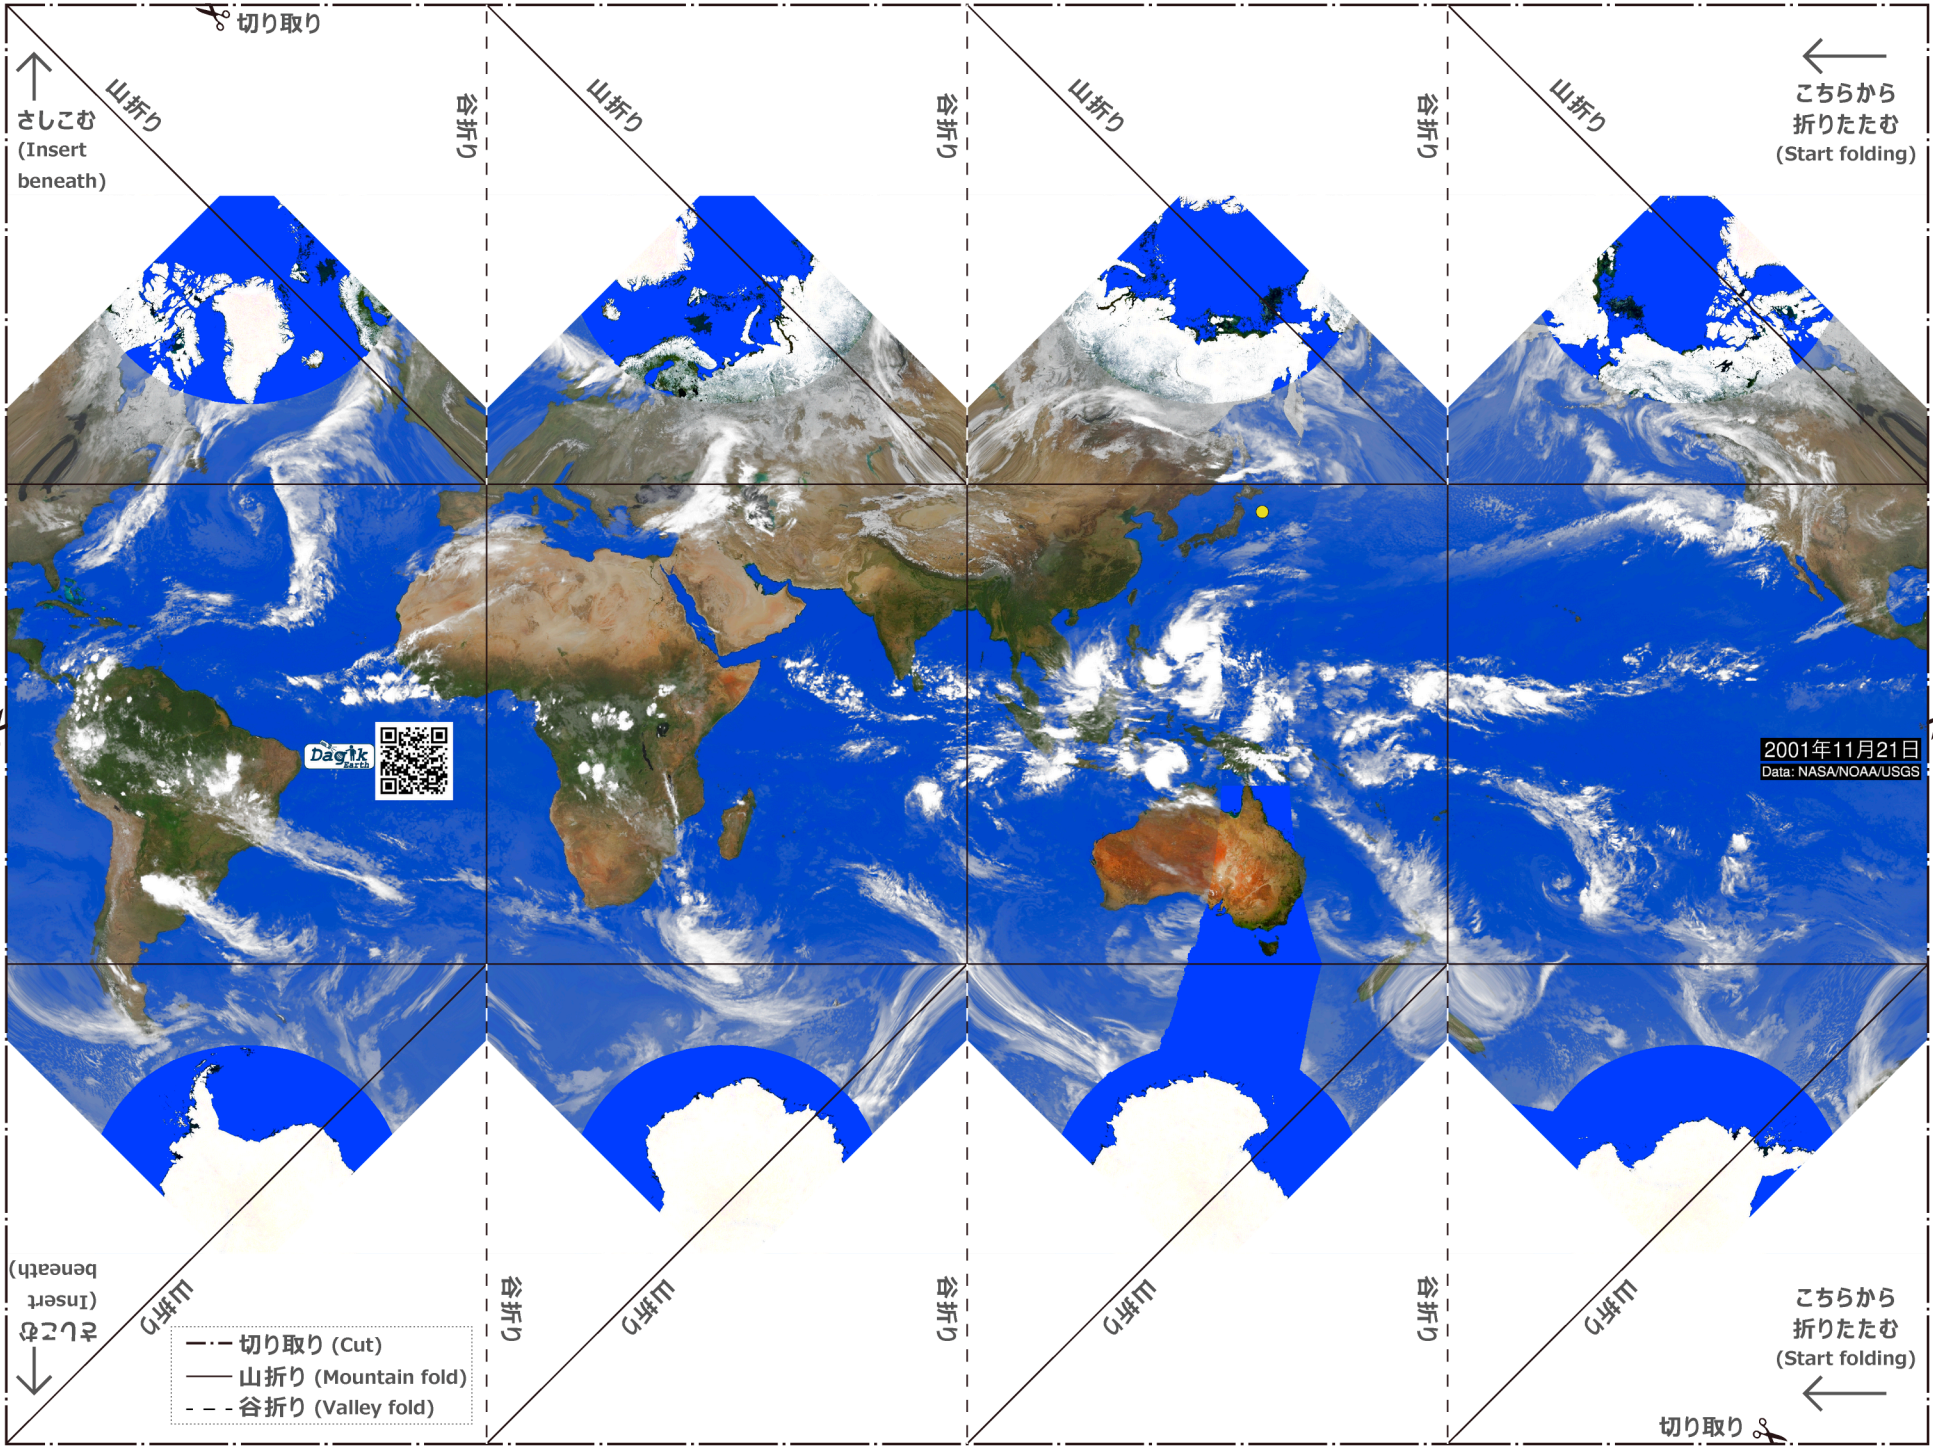 切り取り
山折り
谷折り
山折り
谷折り
山折り
谷折り
山折り
さしこむ
(Insert
beneath)
こちらから
折りたたむ
(Start folding)
Dagik
Earth
2001年11月21日
Data: NASA/NOAA/USGS
さしこむ
(Insert
beneath)
山折り
谷折り
山折り
谷折り
山折り
谷折り
山折り
切り取り (Cut)
山折り (Mountain fold)
谷折り (Valley fold)
こちらから
折りたたむ
(Start folding)
切り取り